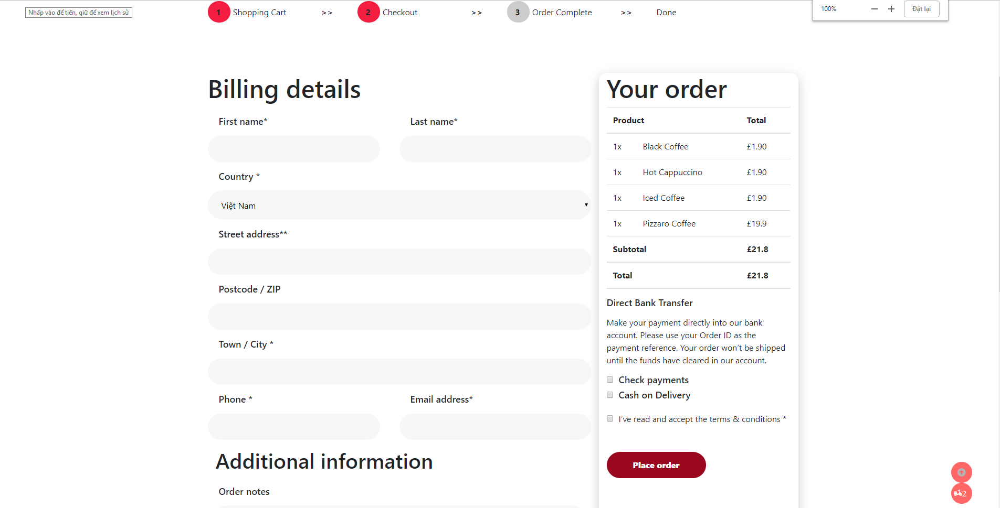 Nhấp vào để tiến, giữ để xem lịch sử
1 Shopping Cart >> 2 Checkout >> 3 Order Complete >> Done
100% − + Đặt lại
Billing details
First name* Last name*
Country *
Việt Nam
Street address**
Postcode / ZIP
Town / City *
Phone * Email address*
Additional information
Order notes
Your order
Product Total
1x Black Coffee £1.90
1x Hot Cappuccino £1.90
1x Iced Coffee £1.90
1x Pizzaro Coffee £19.9
Subtotal £21.8
Total £21.8
Direct Bank Transfer
Make your payment directly into our bank
account. Please use your Order ID as the
payment reference. Your order won’t be shipped
until the funds have cleared in our account.
Check payments
Cash on Delivery
I’ve read and accept the terms & conditions *
Place order
2